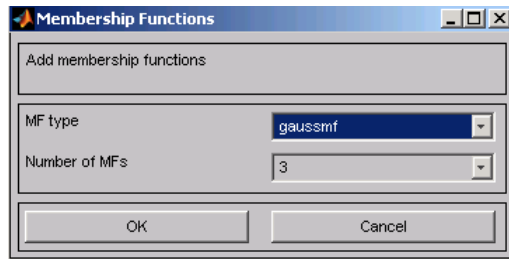 Membership Functions
Add membership functions
MF type
gaussmf
Number of MFs
3
OK
Cancel